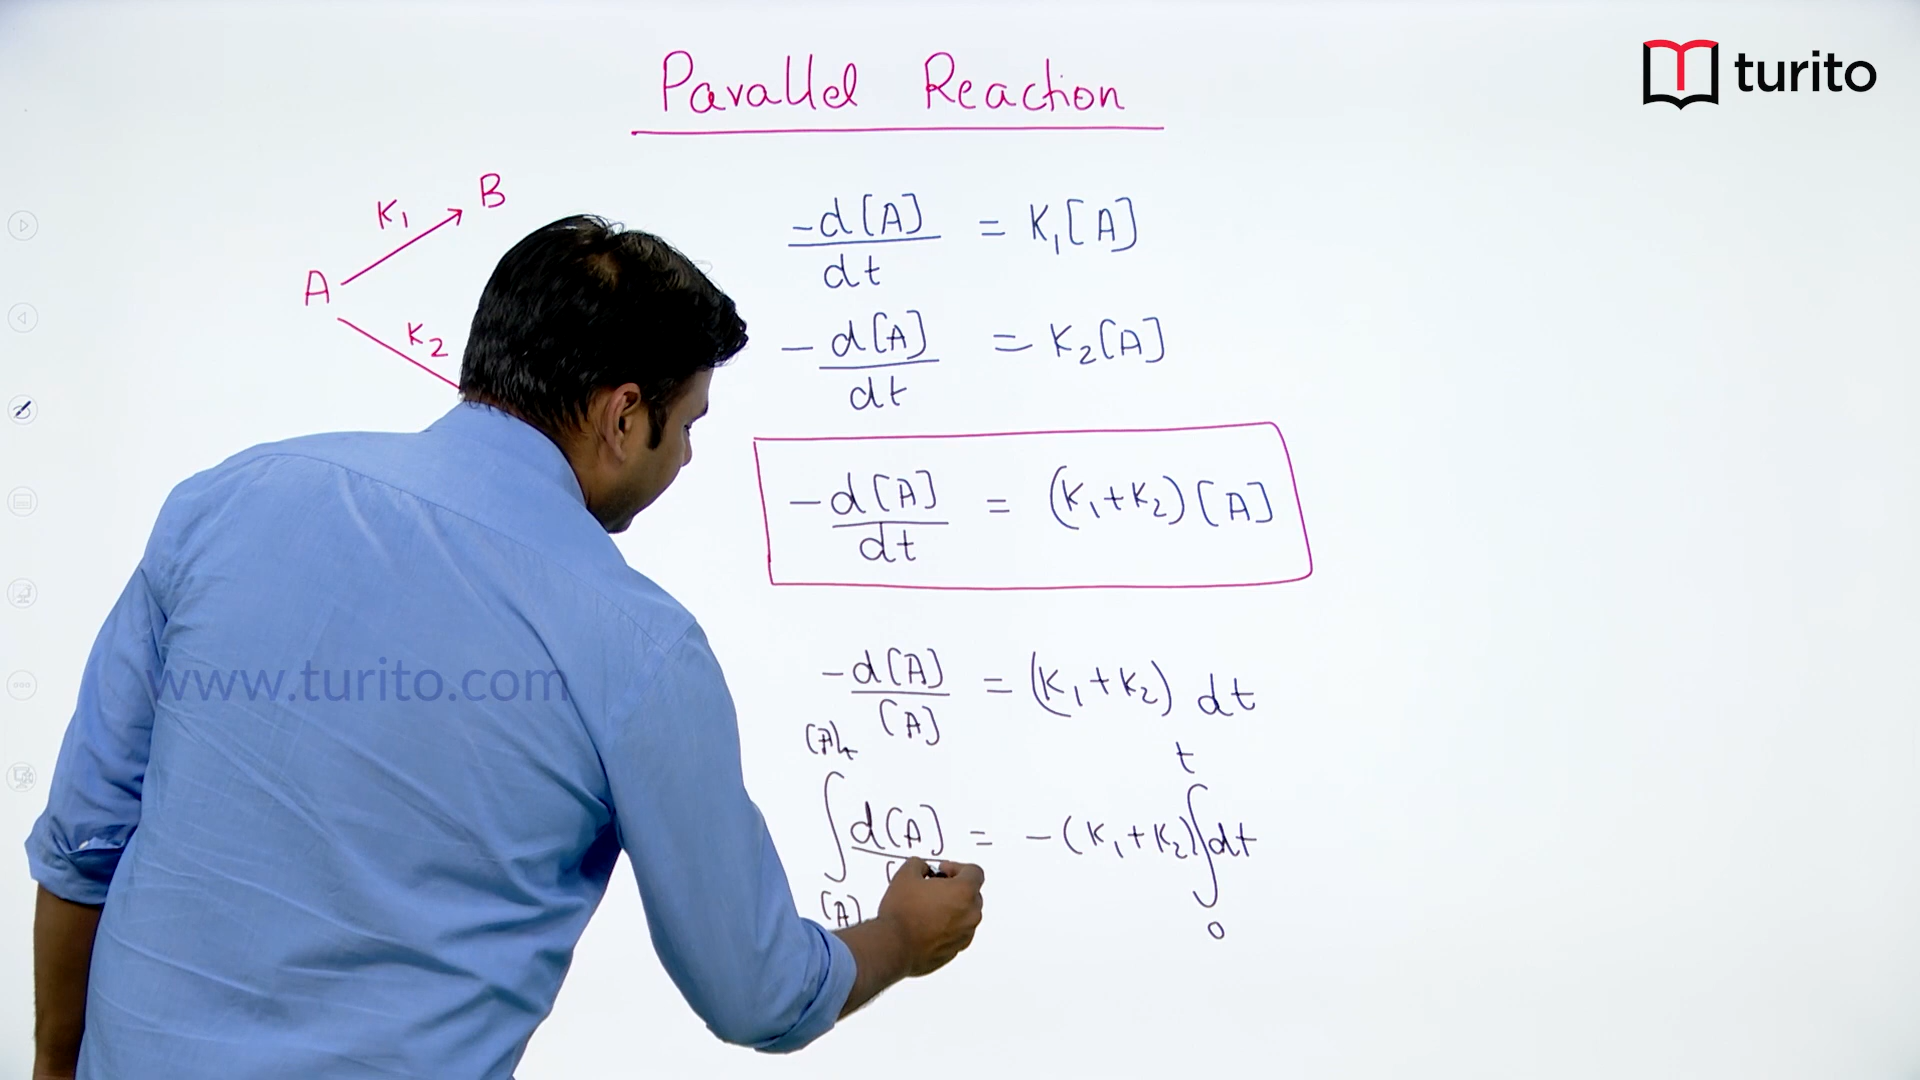 Parallel Reaction
turito
K₁ B
A
K₂
-d[A]/dt = K₁[A]
-d[A]/dt = K₂[A]
-d[A]/dt = (K₁+K₂)[A]
www.turito.com
-d[A]/[A] = (K₁+K₂) dt
[A]t t
∫d[A] = -(K₁+K₂)∫dt
[A] 0